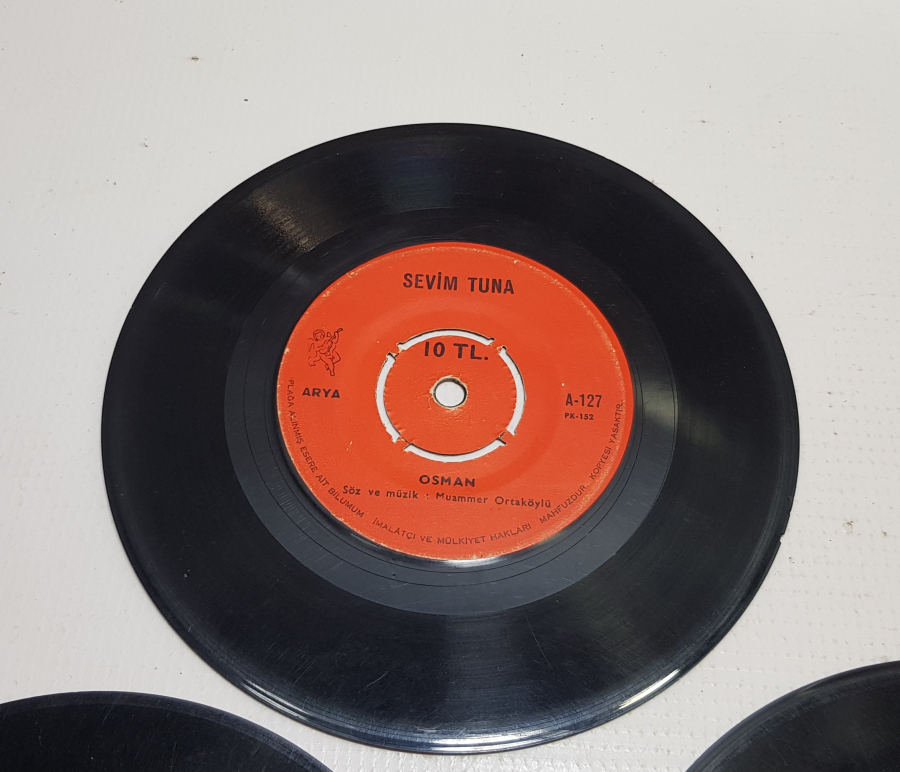 SEVİM TUNA
10 TL.
ARYA
A-127
PK-152
OSMAN
Söz ve müzik : Muammer Ortaköylü
PLAĞA ALINMIŞ ESERE AİT BİLUMUM İMALATÇI VE MÜLKİYET HAKLARI MAHFUZDUR KOPYESİ YASAKTIR